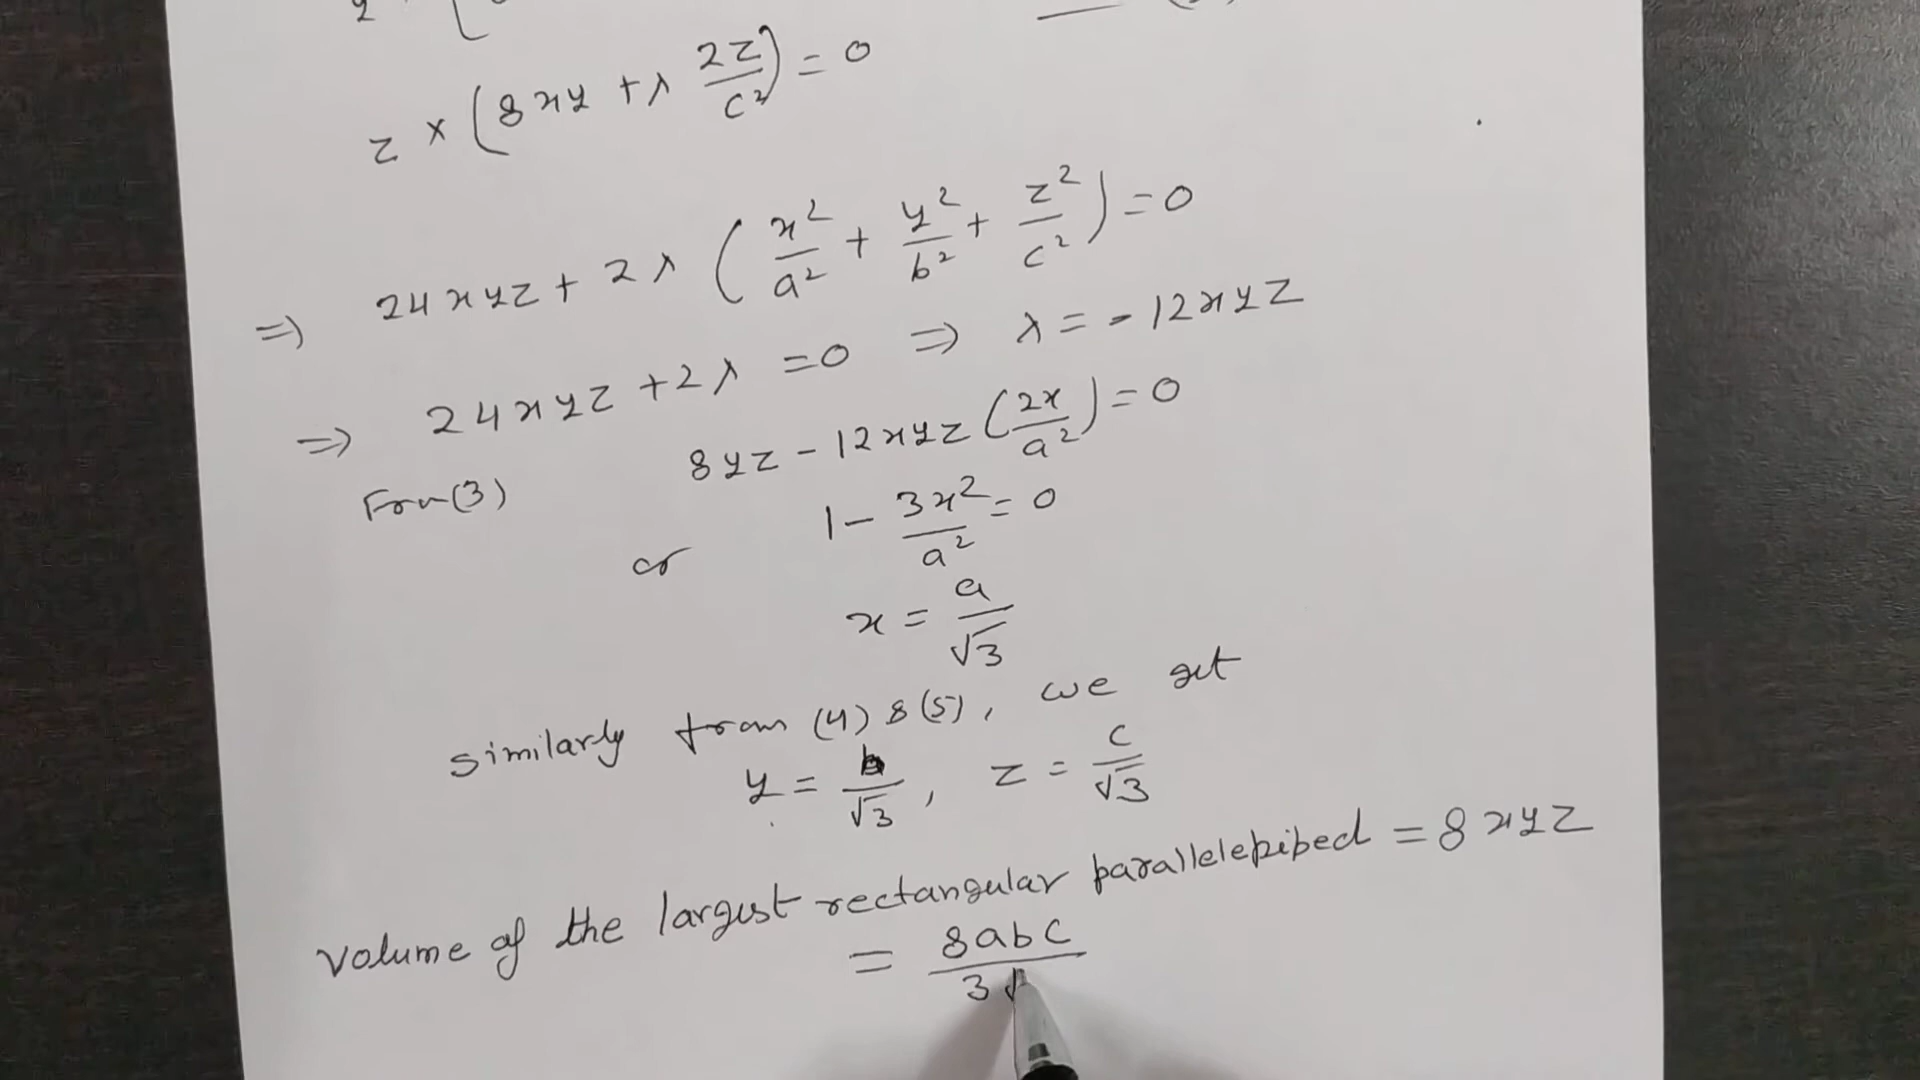 z × (8xy + λ 2z/c²) = 0
⇒ 24xyz + 2λ (x²/a² + y²/b² + z²/c²) = 0
⇒ 24xyz + 2λ = 0 ⇒ λ = -12xyz
From (3) 8yz - 12xyz (2x/a²) = 0
or 1 - 3x²/a² = 0
x = a/√3
similarly from (4) & (5), we get
y = b/√3, z = c/√3
volume of the largest rectangular parallelepibed = 8xyz
= 8abc/3√